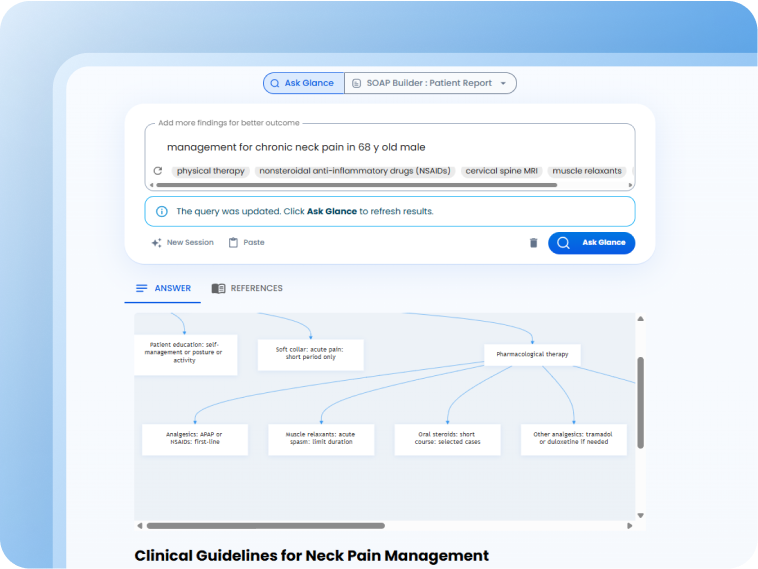 Ask Glance
SOAP Builder : Patient Report
Add more findings for better outcome
management for chronic neck pain in 68 y old male
physical therapy
nonsteroidal anti-inflammatory drugs (NSAIDs)
cervical spine MRI
muscle relaxants
The query was updated. Click Ask Glance to refresh results.
New Session
Paste
Ask Glance
ANSWER
REFERENCES
Patient education: self-
management or posture or
activity
Soft collar: acute pain:
short period only
Pharmacological therapy
Analgesics: APAP or
NSAIDs: first-line
Muscle relaxants: acute
spasm: limit duration
Oral steroids: short
course: selected cases
Other analgesics: tramadol
or duloxetine if needed
Clinical Guidelines for Neck Pain Management